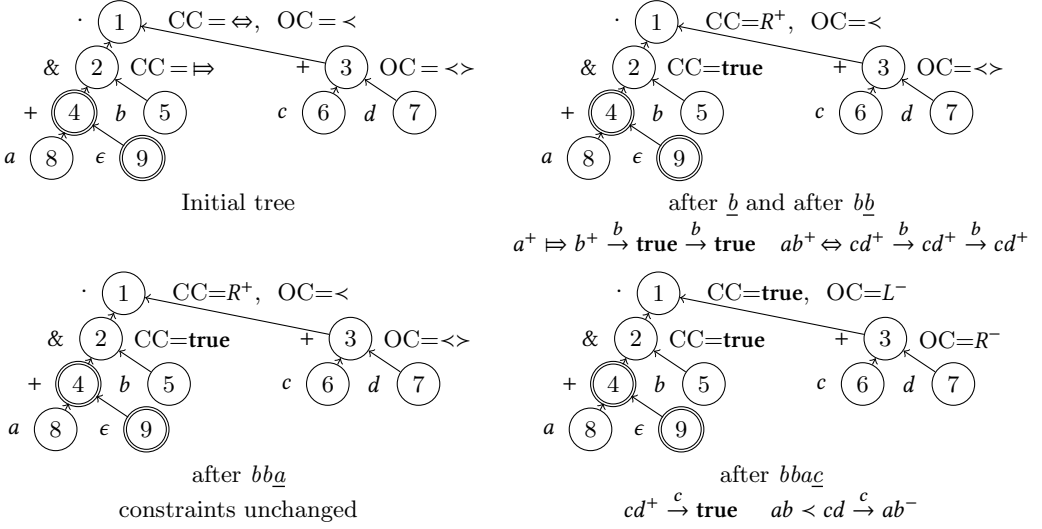 · 1 CC = ⇔, OC = ≺
& 2 CC = ⤇ + 3 OC = ≺≻
+ 4 b 5 c 6 d 7
a 8 ϵ 9
Initial tree
· 1 CC=R⁺, OC=≺
& 2 CC=true + 3 OC=≺≻
+ 4 b 5 c 6 d 7
a 8 ϵ 9
after b and after bb
a⁺ ⤇ b⁺ →ᵇ true →ᵇ true ab⁺ ⇔ cd⁺ →ᵇ cd⁺ →ᵇ cd⁺
· 1 CC=R⁺, OC=≺
& 2 CC=true + 3 OC=≺≻
+ 4 b 5 c 6 d 7
a 8 ϵ 9
after bba
constraints unchanged
· 1 CC=true, OC=L⁻
& 2 CC=true + 3 OC=R⁻
+ 4 b 5 c 6 d 7
a 8 ϵ 9
after bbac
cd⁺ →ᶜ true ab ≺ cd →ᶜ ab⁻